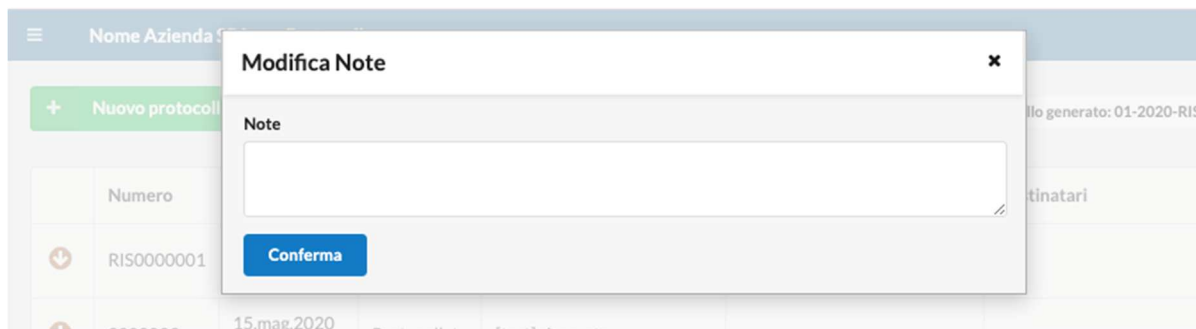 Nome Azienda
Modifica Note
+ Nuovo protocoll
Note
llo generato: 01-2020-RIS
Numero
tinatari
Conferma
RIS0000001
15.mag.2020